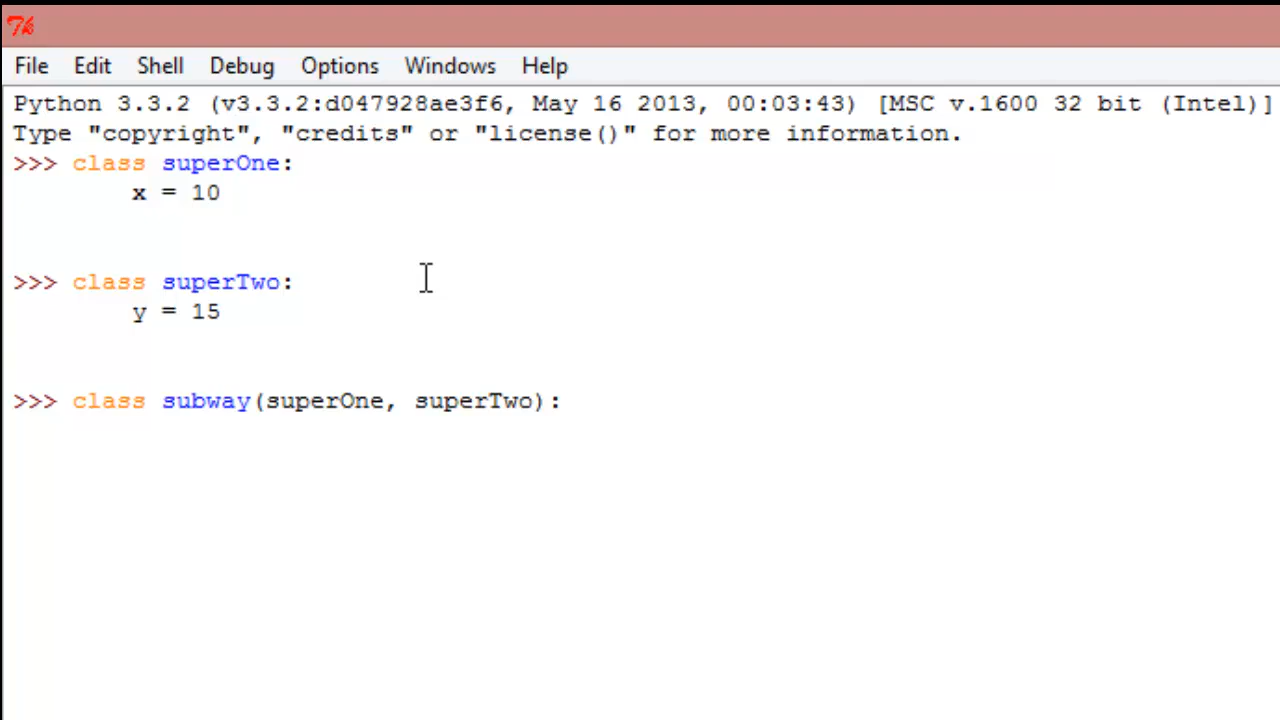 Tk
File Edit Shell Debug Options Windows Help
Python 3.3.2 (v3.3.2:d047928ae3f6, May 16 2013, 00:03:43) [MSC v.1600 32 bit (Intel)]
Type "copyright", "credits" or "license()" for more information.
>>> class superOne:
        x = 10
>>> class superTwo:
        y = 15
>>> class subway(superOne, superTwo):